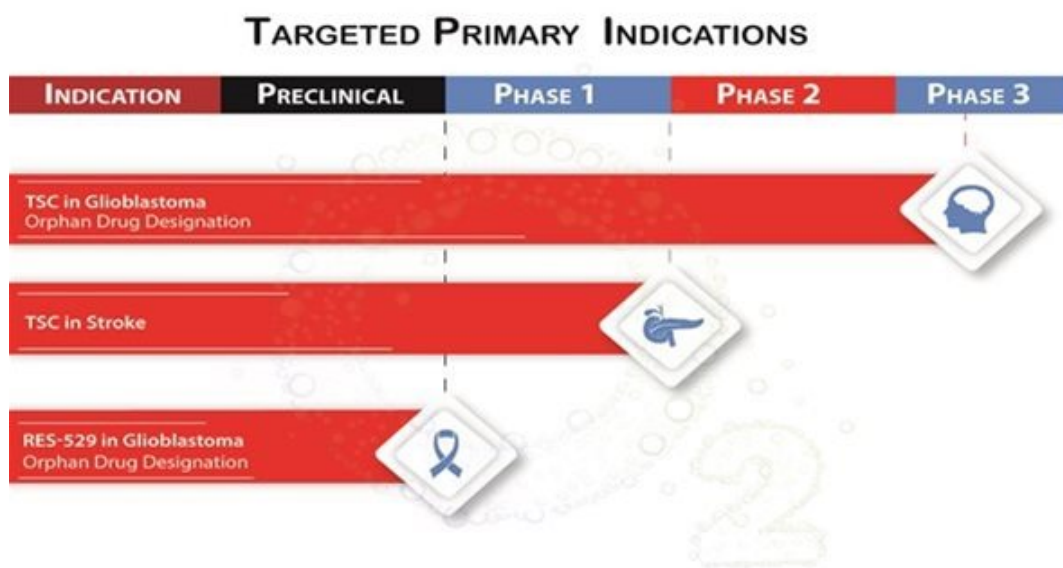 TARGETED PRIMARY INDICATIONS
INDICATION PRECLINICAL PHASE 1 PHASE 2 PHASE 3
TSC in Glioblastoma
Orphan Drug Designation
TSC in Stroke
RES-529 in Glioblastoma
Orphan Drug Designation
2